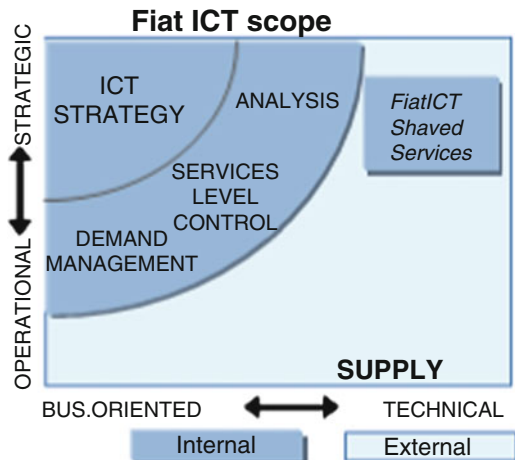 Fiat ICT scope
STRATEGIC
OPERATIONAL
ICT
STRATEGY
ANALYSIS
SERVICES
LEVEL
CONTROL
DEMAND
MANAGEMENT
FiatICT
Shaved
Services
SUPPLY
BUS.ORIENTED
TECHNICAL
Internal
External